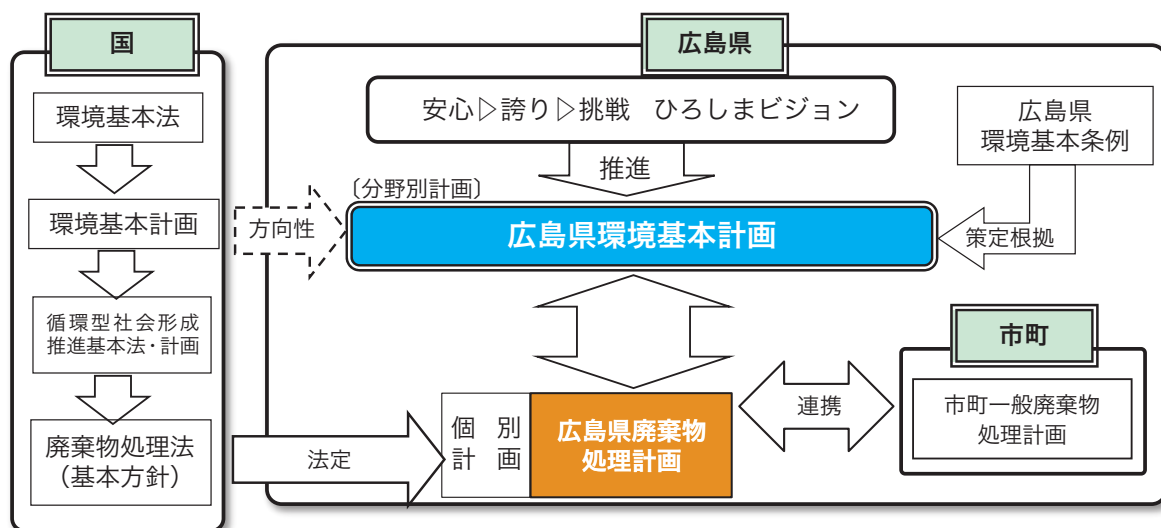 国
環境基本法
環境基本計画
循環型社会形成
推進基本法・計画
廃棄物処理法
（基本方針）
方向性
法定
広島県
安心▷誇り▷挑戦　ひろしまビジョン
推進
広島県
環境基本条例
策定根拠
〔分野別計画〕
広島県環境基本計画
個　別
計　画
広島県廃棄物
処理計画
連携
市町
市町一般廃棄物
処理計画